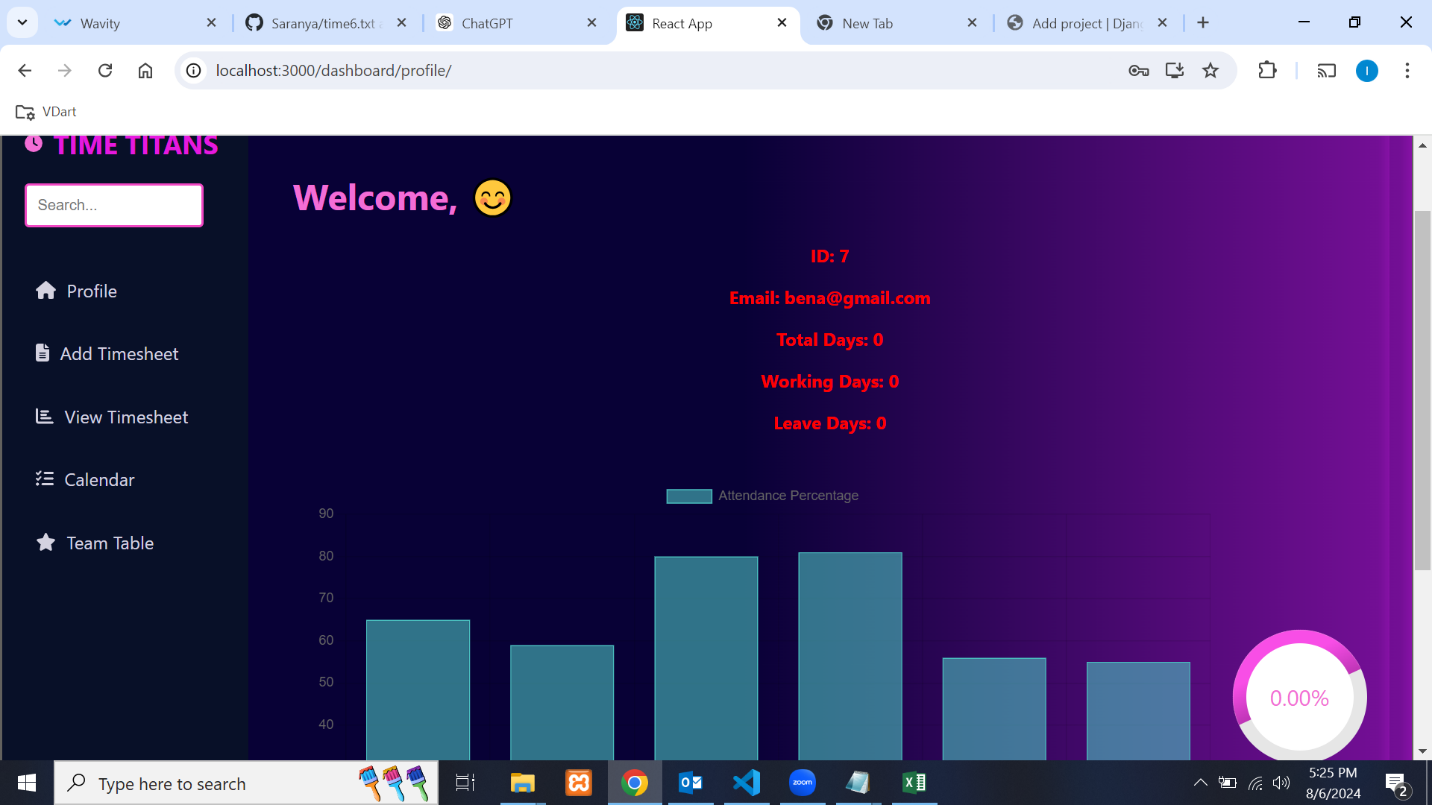 Wavity
Saranya/time6.txt
ChatGPT
React App
New Tab
Add project | Djan
localhost:3000/dashboard/profile/
I
VDart
TIME TITANS
Search...
Profile
Add Timesheet
View Timesheet
Calendar
Team Table
Welcome, 😊
ID: 7
Email: bena@gmail.com
Total Days: 0
Working Days: 0
Leave Days: 0
Attendance Percentage
90
80
70
60
50
40
0.00%
Type here to search
zoom
5:25 PM
8/6/2024
2